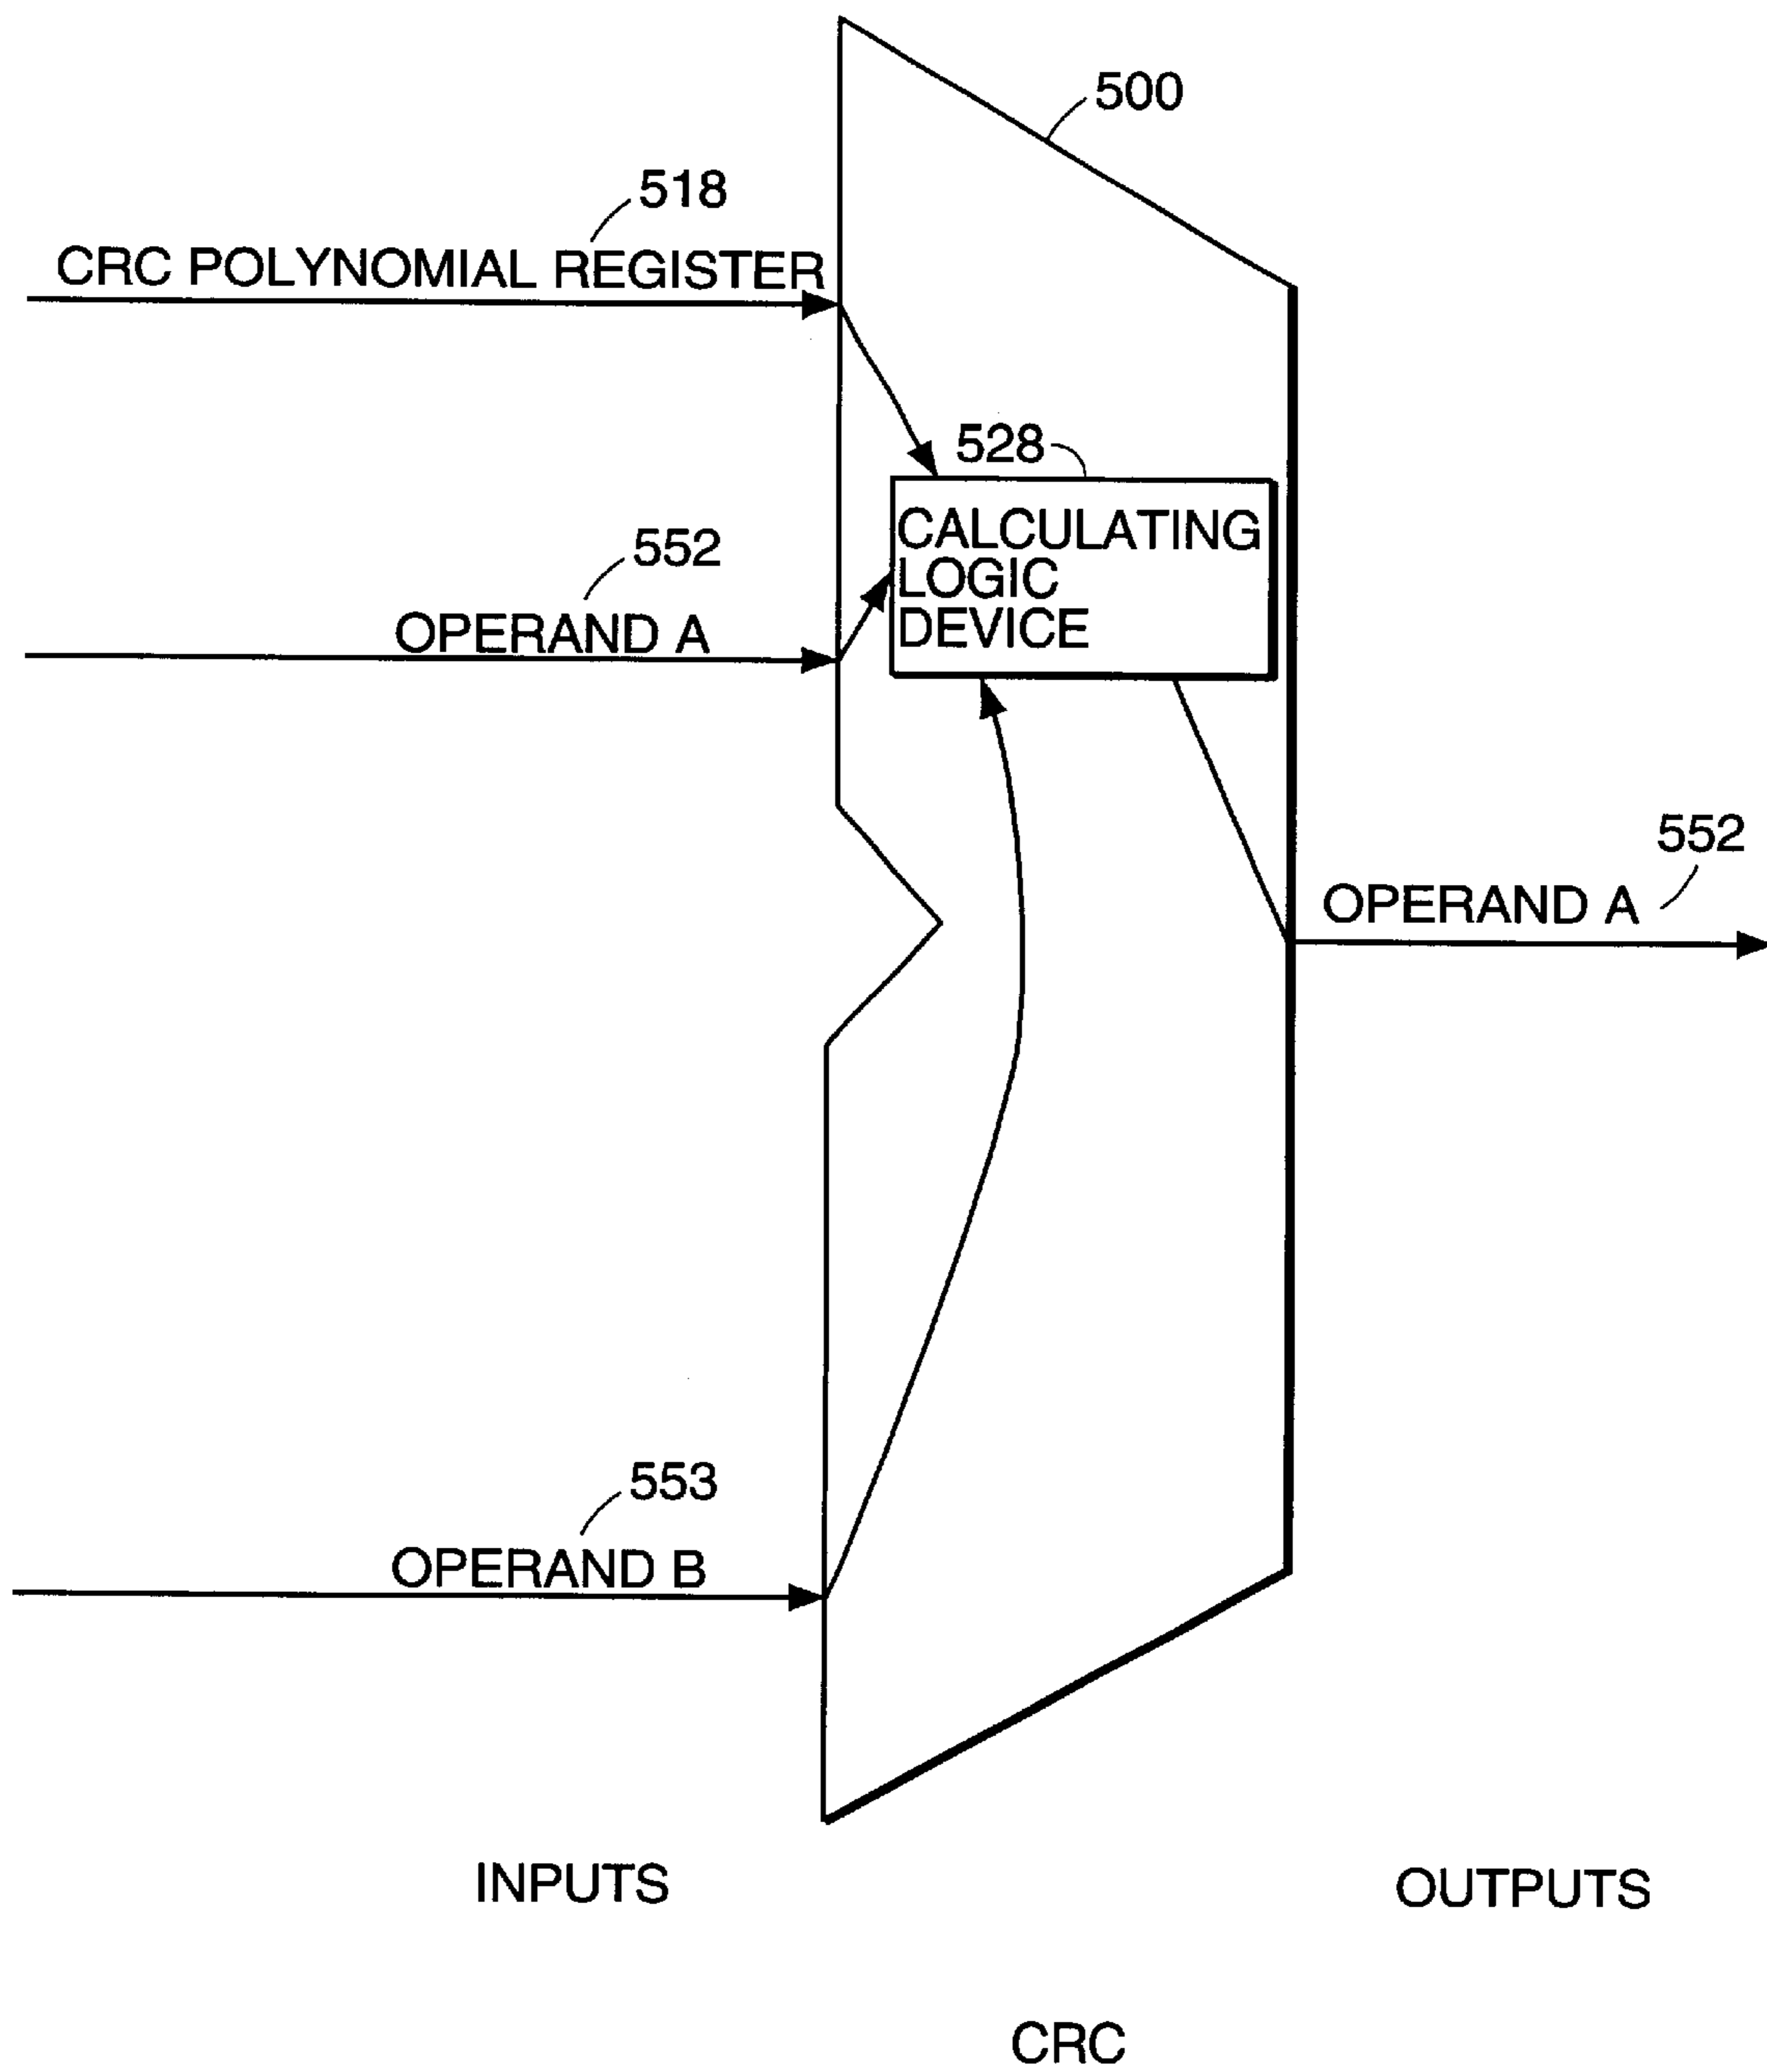 500
518
CRC POLYNOMIAL REGISTER
528
CALCULATING
LOGIC
DEVICE
552
OPERAND A
552
OPERAND A
553
OPERAND B
INPUTS
OUTPUTS
CRC